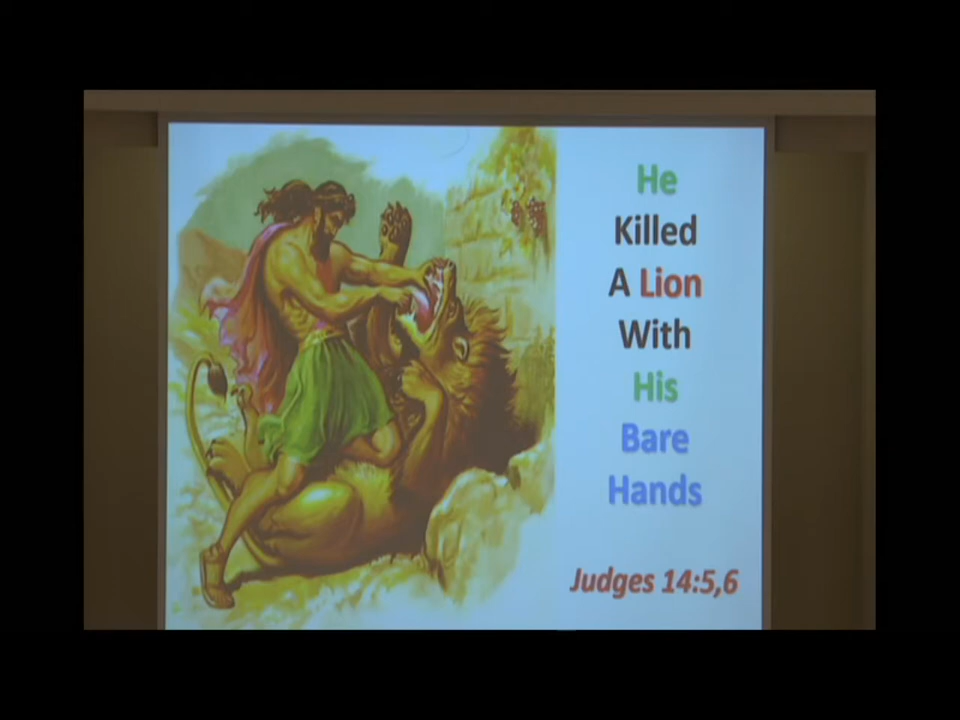 He
Killed
A Lion
With
His
Bare
Hands
Judges 14:5,6